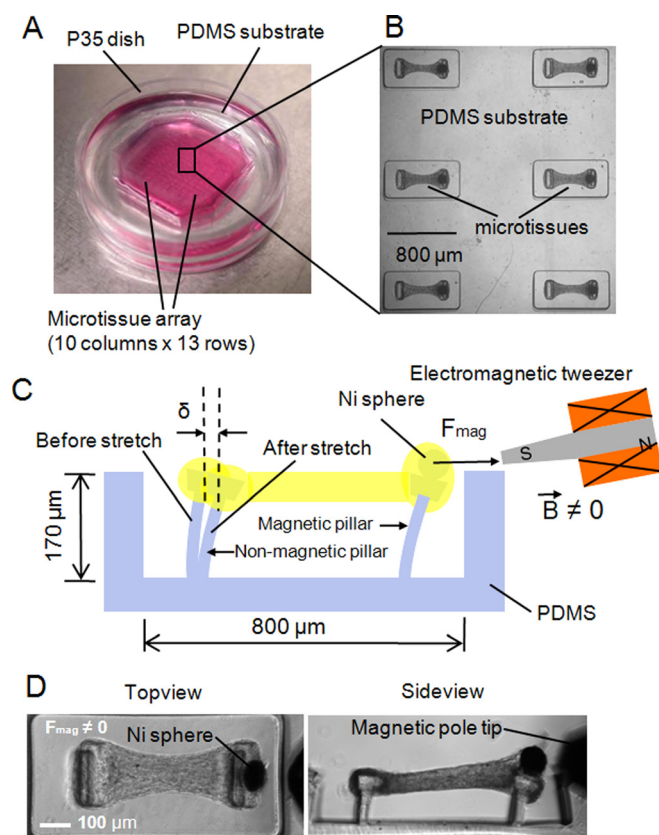 A
P35 dish
PDMS substrate
Microtissue array
(10 columns x 13 rows)
B
PDMS substrate
microtissues
800 µm
C
Electromagnetic tweezer
Ni sphere
δ
Fmag
Before stretch
After stretch
S
N
B ≠ 0
170 µm
Magnetic pillar
Non-magnetic pillar
PDMS
800 µm
D
Topview
Sideview
Fmag ≠ 0
Ni sphere
Magnetic pole tip
100 µm